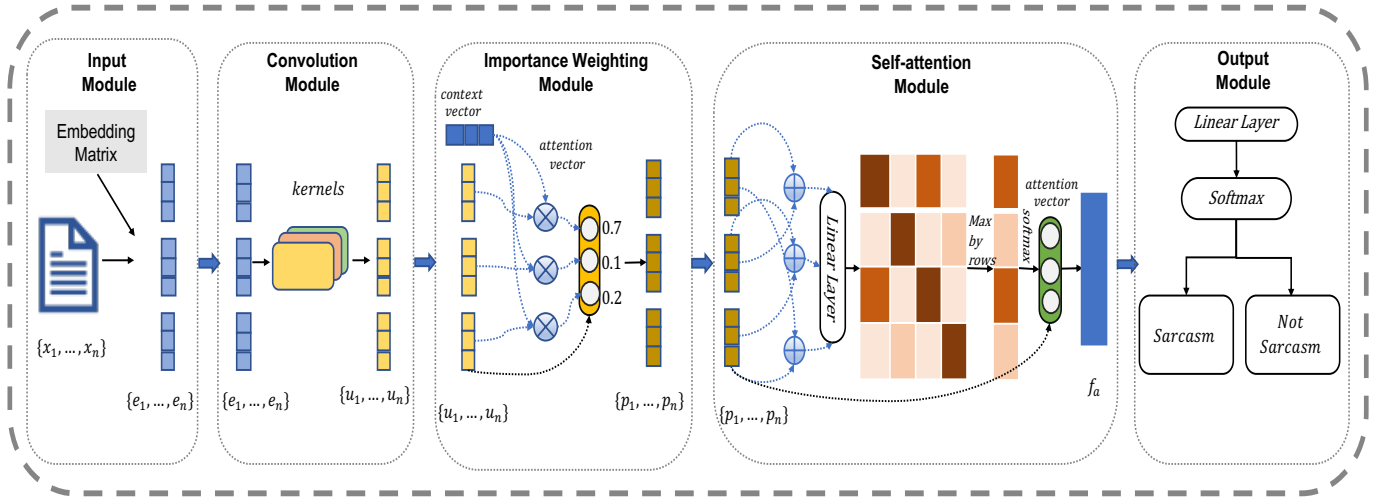 Input
Module
Embedding
Matrix
{x₁, ..., xₙ}
{e₁, ..., eₙ}
Convolution
Module
kernels
{e₁, ..., eₙ}
{u₁, ..., uₙ}
Importance Weighting
Module
context
vector
attention
vector
0.7
0.1
0.2
{u₁, ..., uₙ}
{p₁, ..., pₙ}
Self-attention
Module
Linear Layer
Max
by
rows
softmax
attention
vector
{p₁, ..., pₙ}
fₐ
Output
Module
Linear Layer
Softmax
Sarcasm
Not
Sarcasm